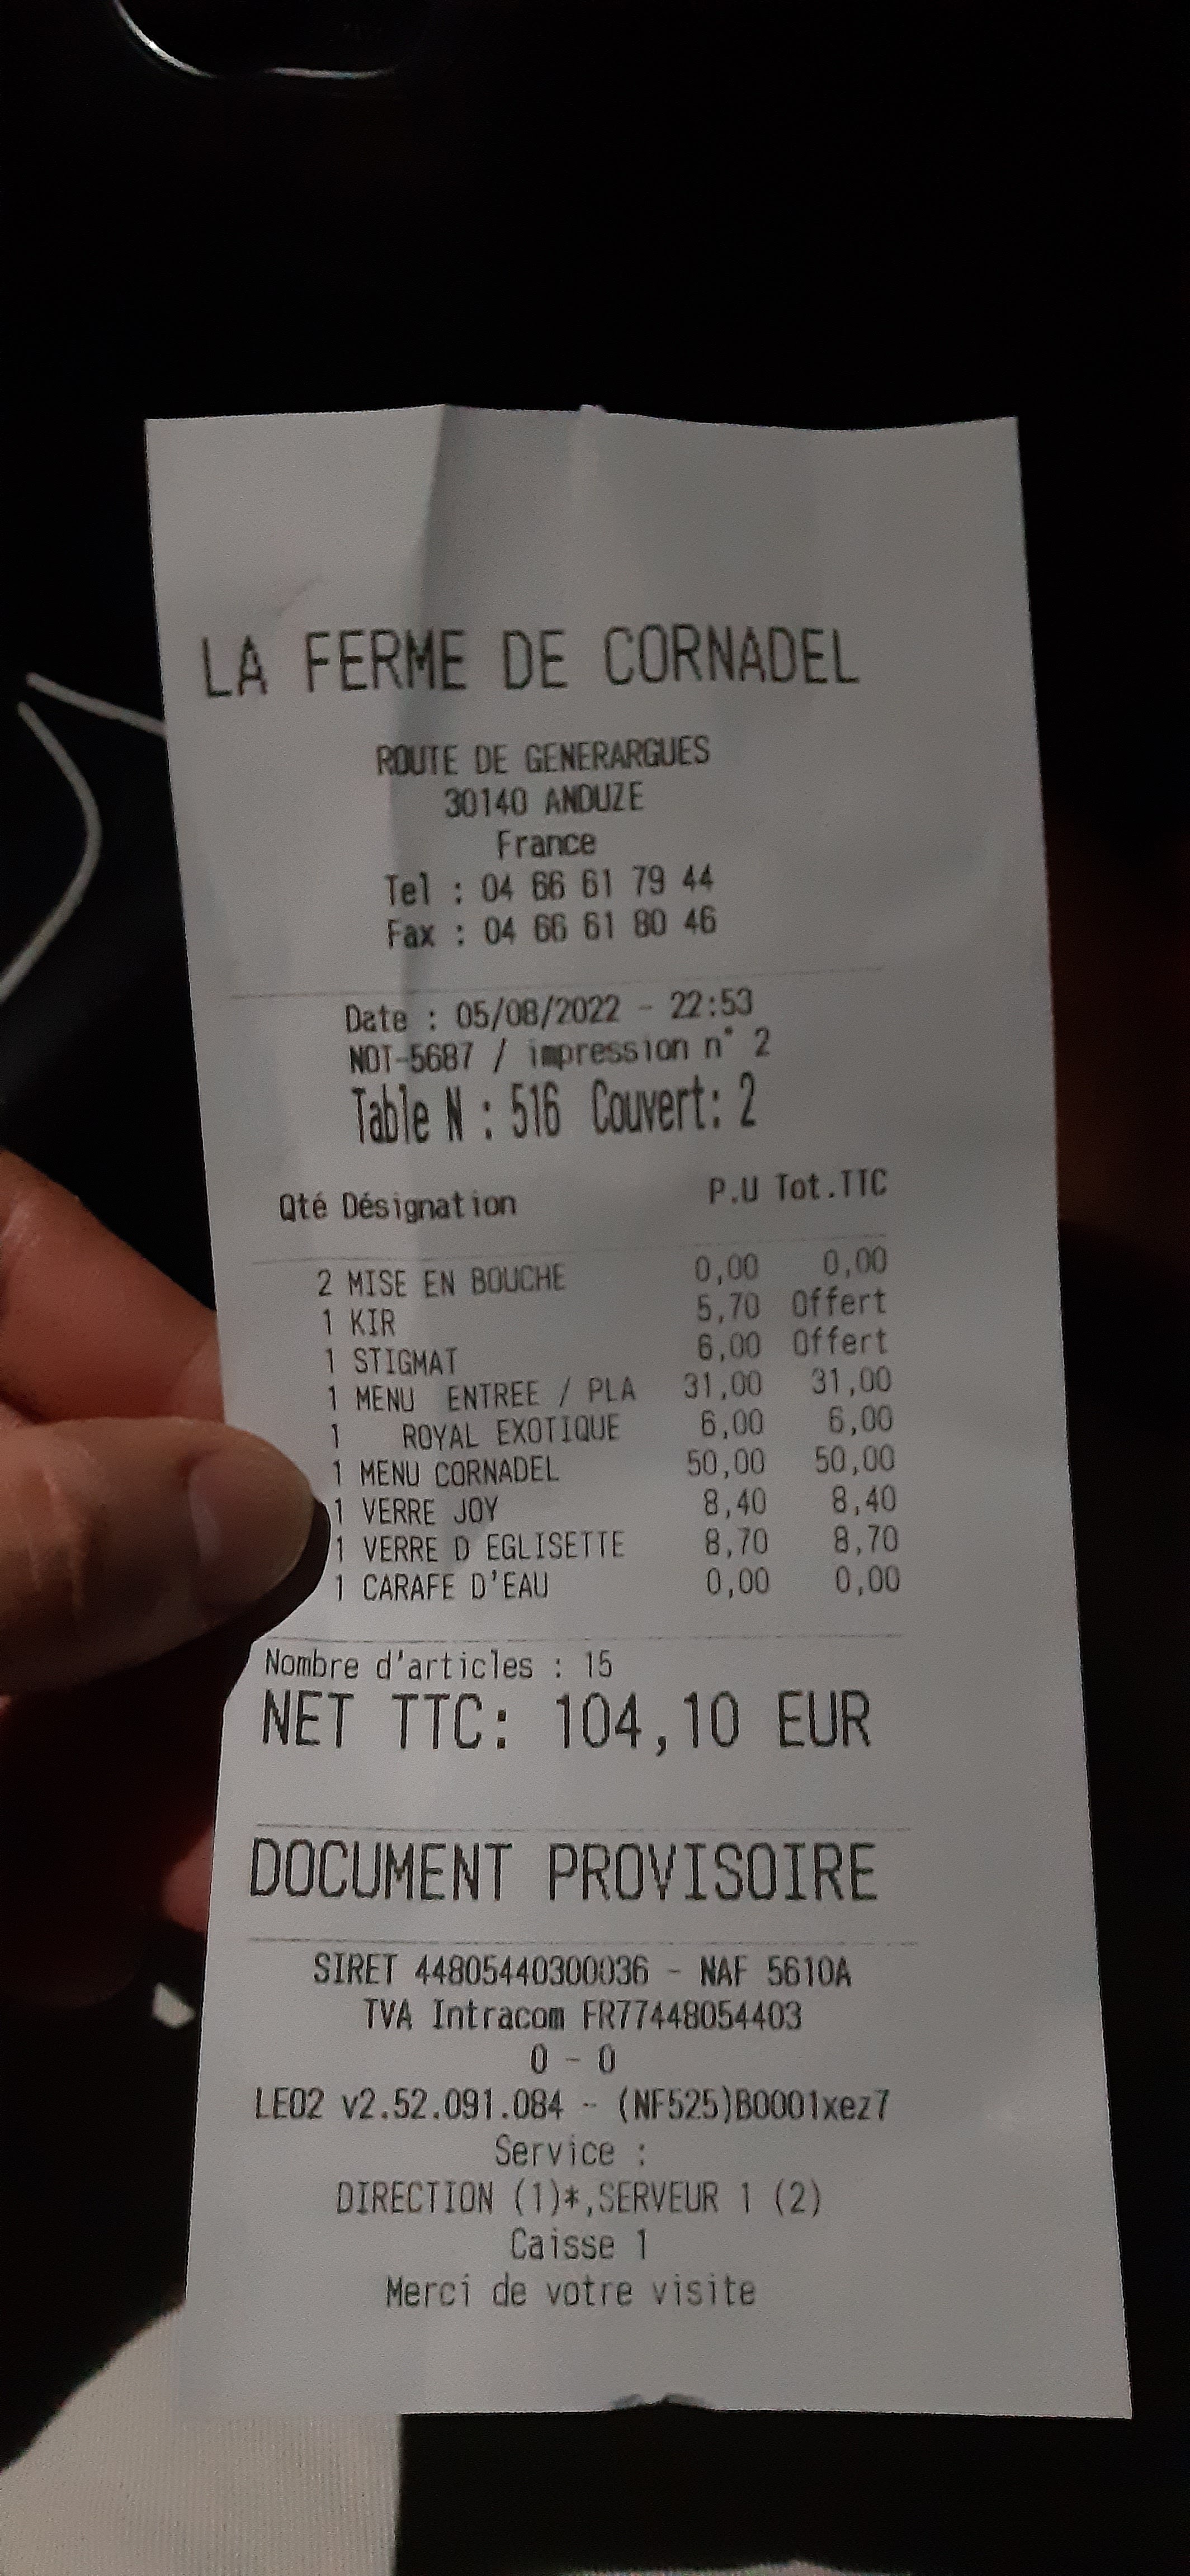 LA FERME DE CORNADEL
ROUTE DE GENERARGUES
30140 ANDUZE
France
Tel : 04 66 61 79 44
Fax : 04 66 61 80 46
Date : 05/08/2022 - 22:53
NOT-5687 / impression n° 2
Table N : 516 Couvert: 2
Qté Désignation P.U Tot.TTC
2 MISE EN BOUCHE 0,00 0,00
1 KIR 5,70 Offert
1 STIGMAT 6,00 Offert
1 MENU ENTREE / PLA 31,00 31,00
1 ROYAL EXOTIQUE 6,00 6,00
1 MENU CORNADEL 50,00 50,00
1 VERRE JOY 8,40 8,40
1 VERRE D EGLISETTE 8,70 8,70
1 CARAFE D'EAU 0,00 0,00
Nombre d'articles : 15
NET TTC: 104,10 EUR
DOCUMENT PROVISOIRE
SIRET 44805440300036 - NAF 5610A
TVA Intracom FR77448054403
0 - 0
LEO2 v2.52.091.084 - (NF525)B0001xez7
Service :
DIRECTION (1)*,SERVEUR 1 (2)
Caisse 1
Merci de votre visite